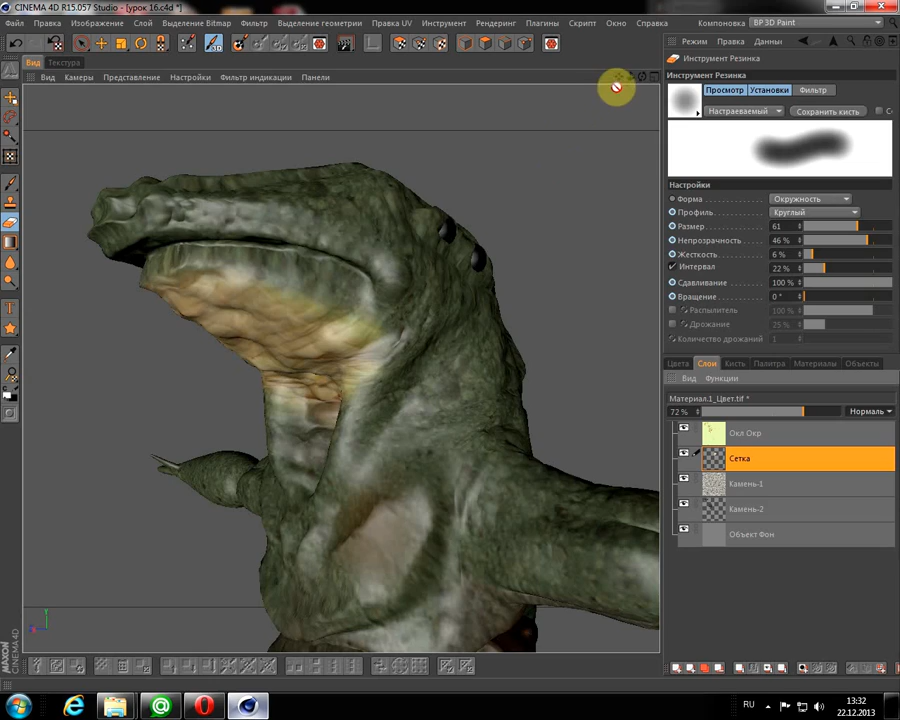 CINEMA 4D R15.057 Studio - [урок 16.c4d *]
Файл Правка Изображение Слой Выделение Bitmap Фильтр Выделение геометрии Правка UV Инструмент Рендеринг Плагины Скрипт Окно Справка Компоновка BP 3D Paint
Режим Правка Данные
Вид Текстура
Инструмент Резинка
Вид Камеры Представление Настройки Фильтр индикации Панели
Инструмент Резинка
Просмотр Установки Фильтр
Настраеваемый Сохранить кисть
Настройки
Форма Окружность
Профиль Круглый
Размер 61
Непрозрачность 46 %
Жесткость 6 %
Интервал 22 %
Сдавливание 100 %
Вращение 0 °
Распылитель 100 %
Дрожание 25 %
Количество дрожаний 1
Цвета Слои Кисть Палитра Материалы Объекты
Вид Функции
Материал.1_Цвет.tif *
72 % Нормаль
Окл Окр
Сетка
Камень-1
Камень-2
Объект Фон
Y
MAXON
CINEMA 4D
RU
13:32
22.12.2013